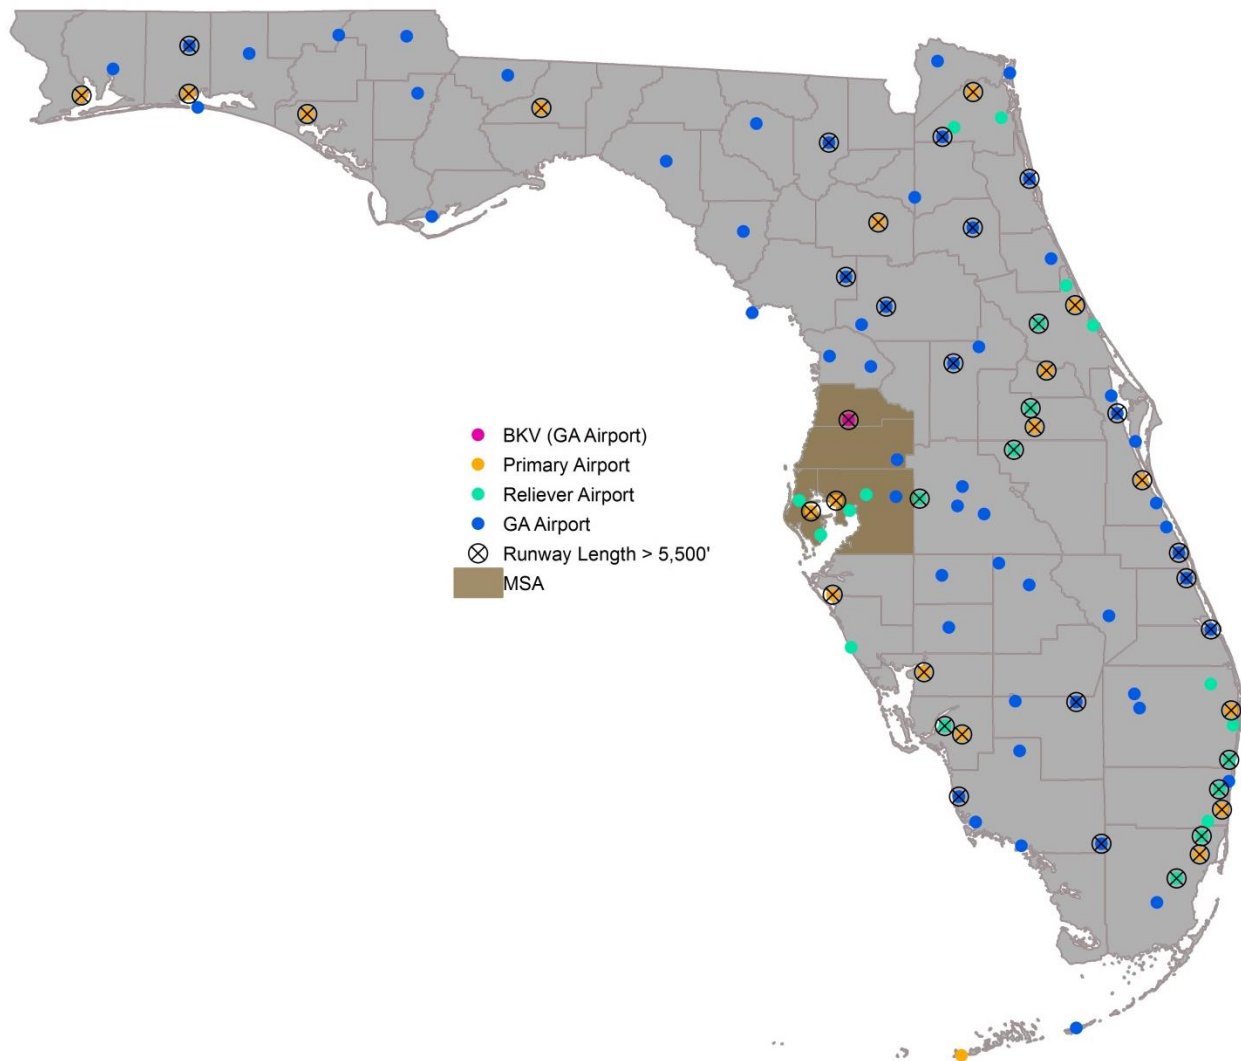 BKV (GA Airport)
Primary Airport
Reliever Airport
GA Airport
Runway Length > 5,500'
MSA